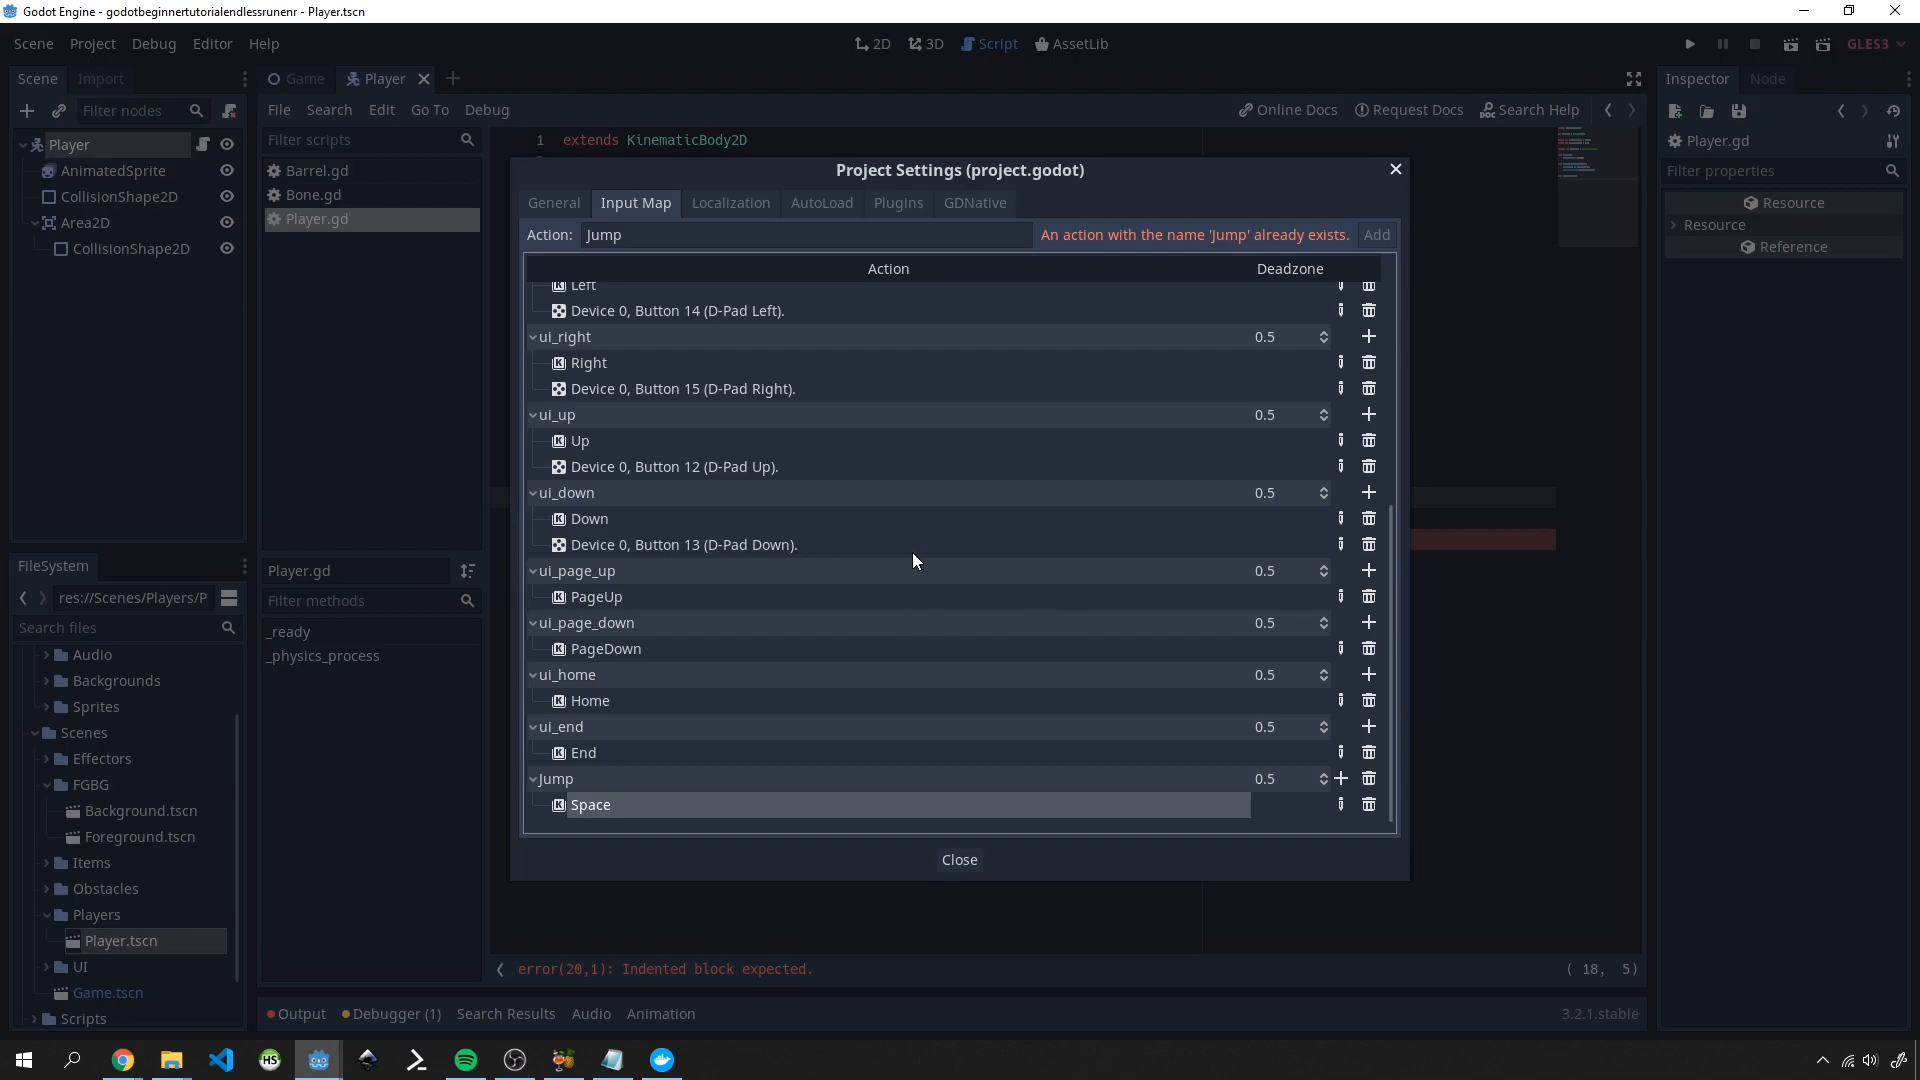 Godot Engine - godotbeginnertutorialendlessrunenr - Player.tscn
Scene Project Debug Editor Help
2D 3D Script AssetLib
GLES3
Scene Import
Game Player
Inspector Node
Filter nodes
File Search Edit Go To Debug
Online Docs Request Docs Search Help
Player
AnimatedSprite
CollisionShape2D
Area2D
CollisionShape2D
Filter scripts
Barrel.gd
Bone.gd
Player.gd
1 extends KinematicBody2D
Player.gd
Filter properties
Resource
Resource
Reference
Project Settings (project.godot)
General Input Map Localization AutoLoad Plugins GDNative
Action: Jump An action with the name 'Jump' already exists. Add
Action Deadzone
Left
Device 0, Button 14 (D-Pad Left).
ui_right 0.5
Right
Device 0, Button 15 (D-Pad Right).
ui_up 0.5
Up
Device 0, Button 12 (D-Pad Up).
ui_down 0.5
Down
Device 0, Button 13 (D-Pad Down).
ui_page_up 0.5
PageUp
ui_page_down 0.5
PageDown
ui_home 0.5
Home
ui_end 0.5
End
Jump 0.5
Space
Close
FileSystem
res://Scenes/Players/P
Search files
Audio
Backgrounds
Sprites
Scenes
Effectors
FGBG
Background.tscn
Foreground.tscn
Items
Obstacles
Players
Player.tscn
UI
Game.tscn
Scripts
Player.gd
Filter methods
_ready
_physics_process
error(20,1): Indented block expected.
( 18, 5)
Output Debugger (1) Search Results Audio Animation
3.2.1.stable
HS